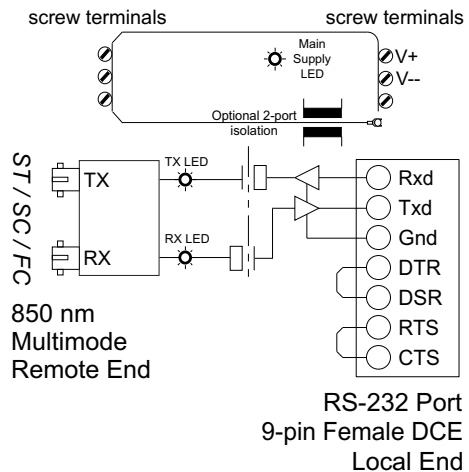 screw terminals
screw terminals
Main
Supply
LED
V+
V--
Optional 2-port
isolation
ST / SC / FC
TX
TX LED
RX
RX LED
Rxd
Txd
Gnd
DTR
DSR
RTS
CTS
850 nm
Multimode
Remote End
RS-232 Port
9-pin Female DCE
Local End